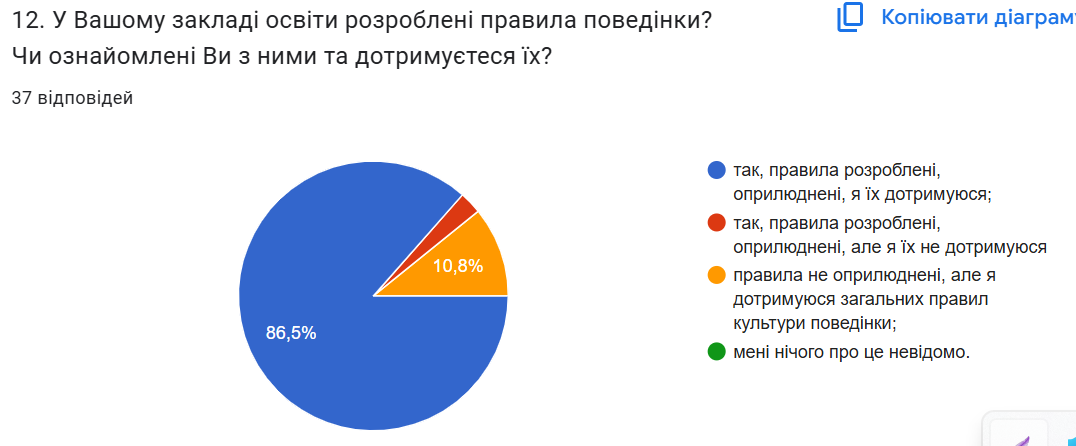 12. У Вашому закладі освіти розроблені правила поведінки?
Чи ознайомлені Ви з ними та дотримуєтеся їх?
Копіювати діаграм
37 відповідей
так, правила розроблені,
оприлюднені, я їх дотримуюся;
так, правила розроблені,
оприлюднені, але я їх не дотримуюся
правила не оприлюднені, але я
дотримуюся загальних правил
культури поведінки;
мені нічого про це невідомо.
10,8%
86,5%